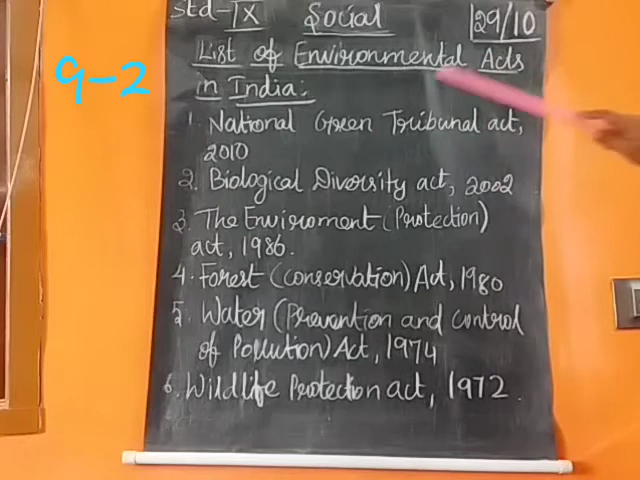 std-IX Social 29/10
9-2
List of Environmental Acts
in India:
1. National Green Tribunal act,
2010
2. Biological Diversity act, 2002
3. The Enviroment (Protection)
act, 1986.
4. Forest (conservation) Act, 1980
5. Water (Prevention and control
of Pollution) Act, 1974
6. Wildlife Protection act, 1972.